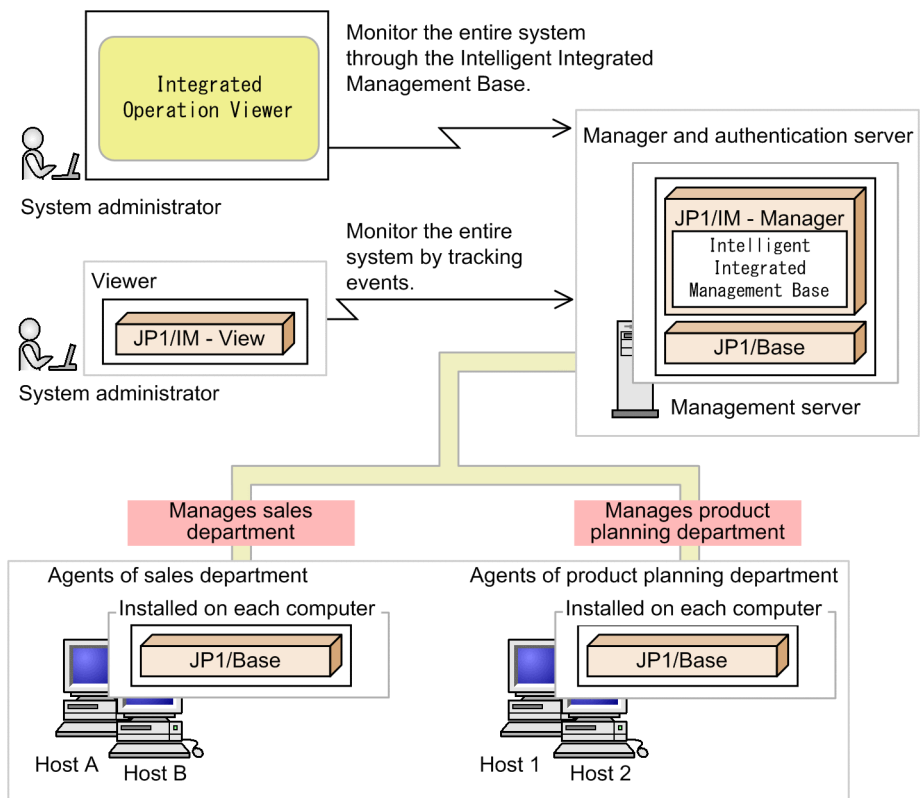 Integrated
Operation Viewer
System administrator
Monitor the entire system
through the Intelligent Integrated
Management Base.
Manager and authentication server
JP1/IM - Manager
Intelligent
Integrated
Management Base
JP1/Base
Management server
Monitor the entire
system by tracking
events.
Viewer
JP1/IM - View
System administrator
Manages sales
department
Manages product
planning department
Agents of sales department
Installed on each computer
JP1/Base
Host A
Host B
Agents of product planning department
Installed on each computer
JP1/Base
Host 1
Host 2